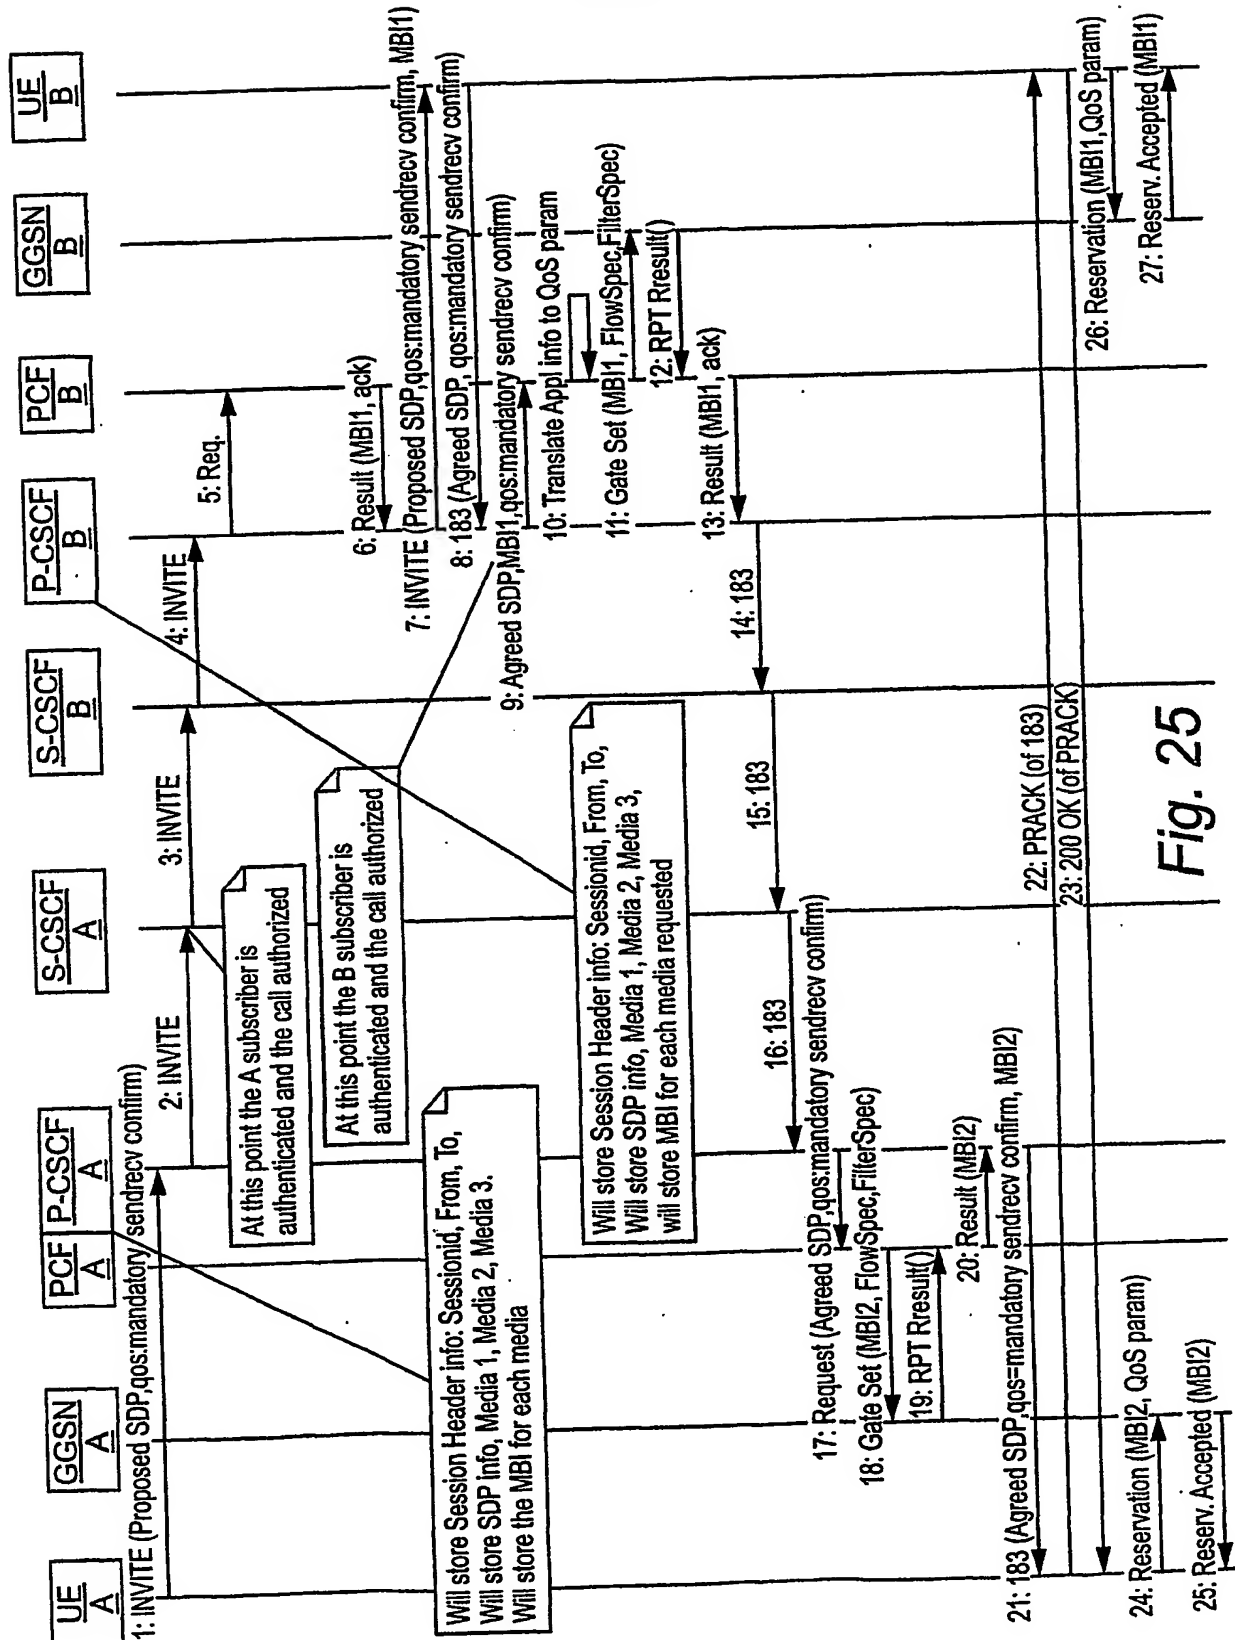 UE
A
GGSN
A
PCF
A
P-CSCF
A
S-CSCF
A
S-CSCF
B
P-CSCF
B
PCF
B
GGSN
B
UE
B
1: INVITE (Proposed SDP,qos:mandatory sendrecv confirm)
2: INVITE
3: INVITE
4: INVITE
5: Req.
At this point the A subscriber is
authenticated and the call authorized
At this point the B subscriber is
authenticated and the call authorized
6: Result (MBI1, ack)
7: INVITE (Proposed SDP,qos:mandatory sendrecv confirm, MBI1)
8: 183 (Agreed SDP, qos:mandatory sendrecv confirm)
9: Agreed SDP,MBI1,qos:mandatory sendrecv confirm)
Will store Session Header info: Sessionid, From, To,
Will store SDP info, Media 1, Media 2, Media 3.
Will store the MBI for each media
10: Translate Appl info to QoS param
11: Gate Set (MBI1, FlowSpec,FilterSpec)
12: RPT Rresult()
13: Result (MBI1, ack)
Will store Session Header info: Sessionid, From, To,
Will store SDP info, Media 1, Media 2, Media 3,
will store MBI for each media requested
14: 183
15: 183
16: 183
17: Request (Agreed SDP,qos:mandatory sendrecv confirm)
18: Gate Set (MBI2, FlowSpec,FilterSpec)
19: RPT Rresult()
20: Result (MBI2)
21: 183 (Agreed SDP,qos=mandatory sendrecv confirm, MBI2)
22: PRACK (of 183)
23: 200 OK (of PRACK)
24: Reservation (MBI2, QoS param)
25: Reserv. Accepted (MBI2)
26: Reservation (MBI1,QoS param)
27: Reserv. Accepted (MBI1)
Fig. 25